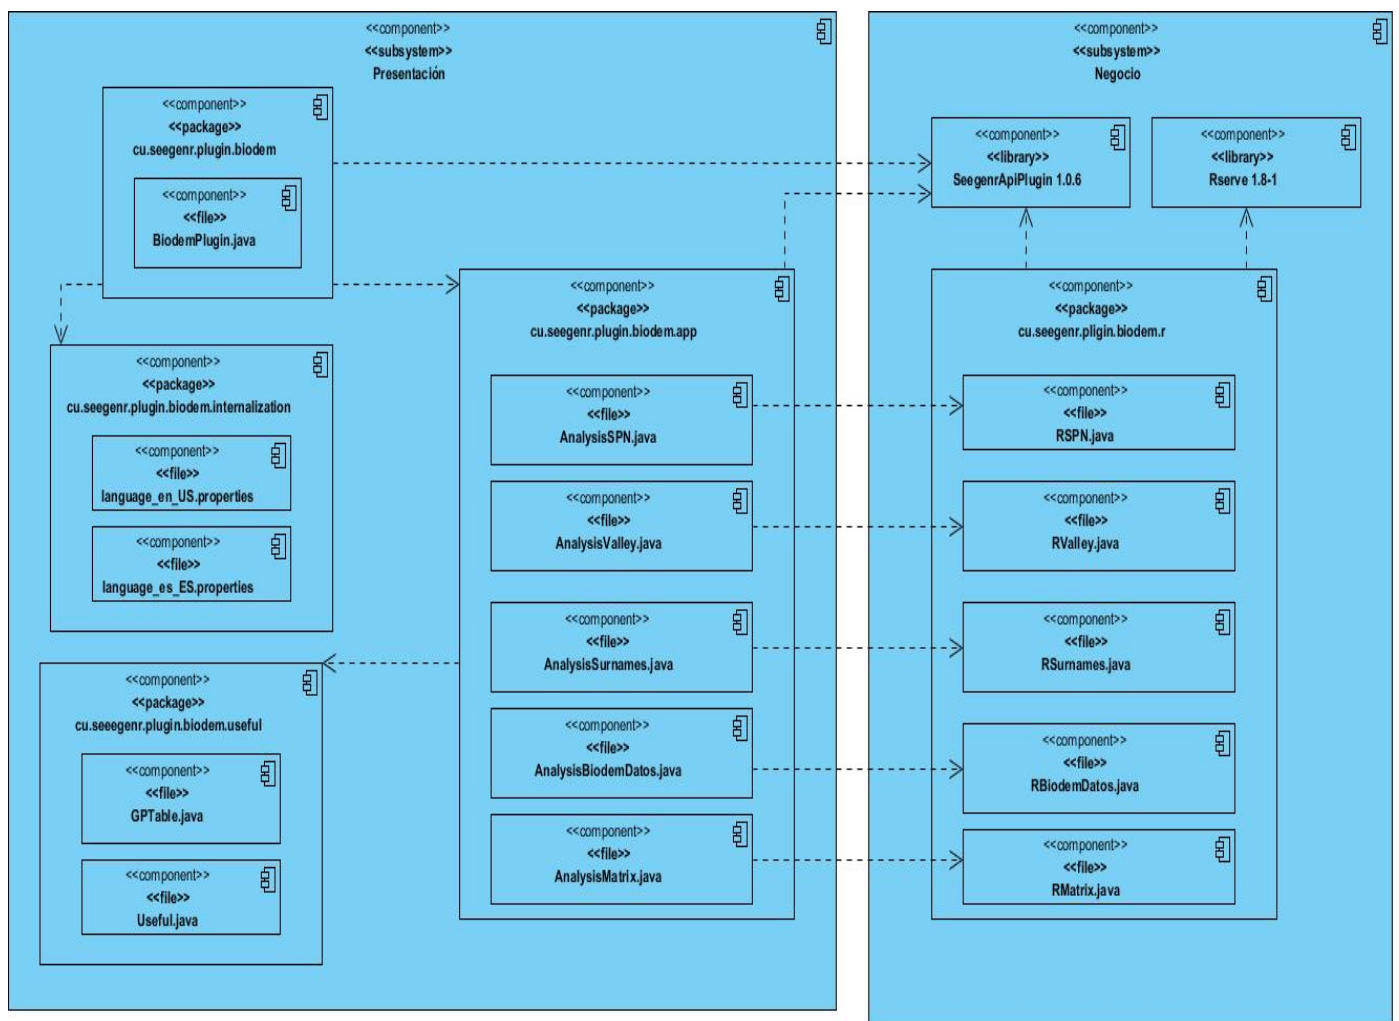 <<component>>
<<subsystem>>
Presentación
<<component>>
<<package>>
cu.seegenr.plugin.biodem
<<component>>
<<file>>
BiodemPlugin.java
<<component>>
<<package>>
cu.seegenr.plugin.biodem.internalization
<<component>>
<<file>>
language_en_US.properties
<<component>>
<<file>>
language_es_ES.properties
<<component>>
<<package>>
cu.seeegenr.plugin.biodem.useful
<<component>>
<<file>>
GPTable.java
<<component>>
<<file>>
Useful.java
<<component>>
<<package>>
cu.seegenr.plugin.biodem.app
<<component>>
<<file>>
AnalysisSPN.java
<<component>>
<<file>>
AnalysisValley.java
<<component>>
<<file>>
AnalysisSurnames.java
<<component>>
<<file>>
AnalysisBiodemDatos.java
<<component>>
<<file>>
AnalysisMatrix.java
<<component>>
<<subsystem>>
Negocio
<<component>>
<<library>>
SeegenrApiPlugin 1.0.6
<<component>>
<<library>>
Rserve 1.8-1
<<component>>
<<package>>
cu.seegenr.pligin.biodem.r
<<component>>
<<file>>
RSPN.java
<<component>>
<<file>>
RValley.java
<<component>>
<<file>>
RSurnames.java
<<component>>
<<file>>
RBiodemDatos.java
<<component>>
<<file>>
RMatrix.java